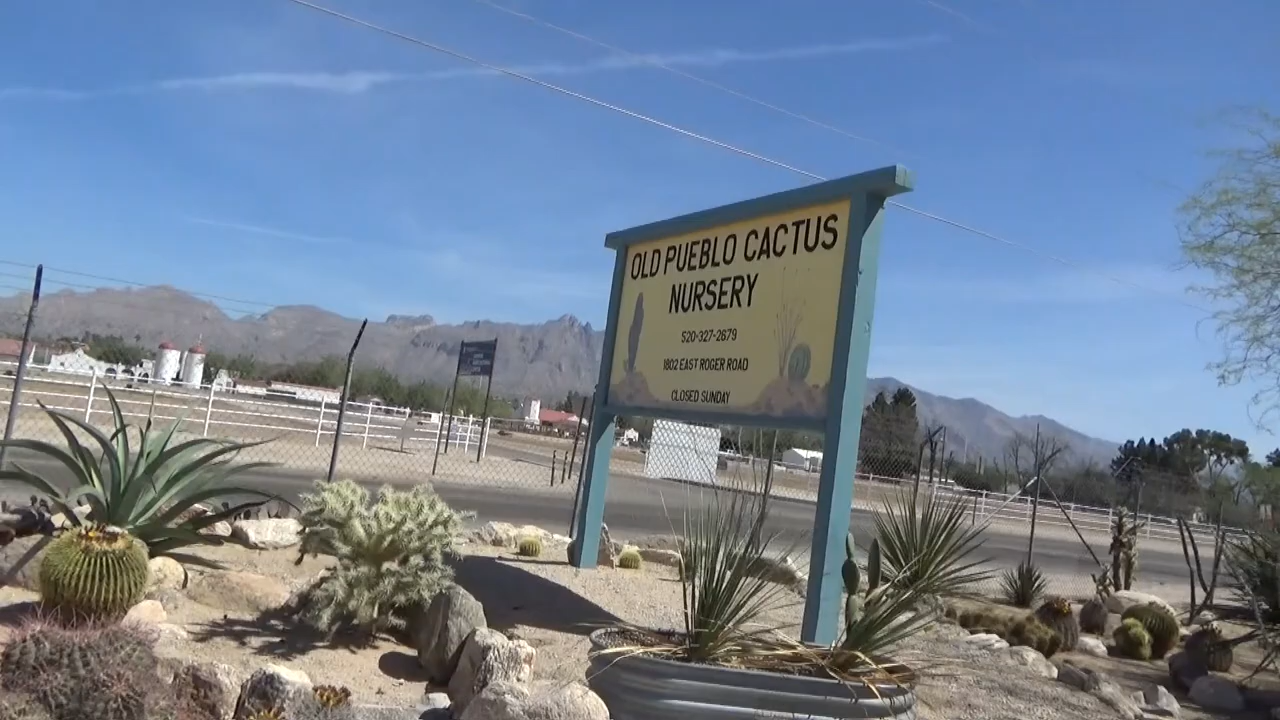 OLD PUEBLO CACTUS
NURSERY
520-327-2679
1802 EAST ROGER ROAD
CLOSED SUNDAY